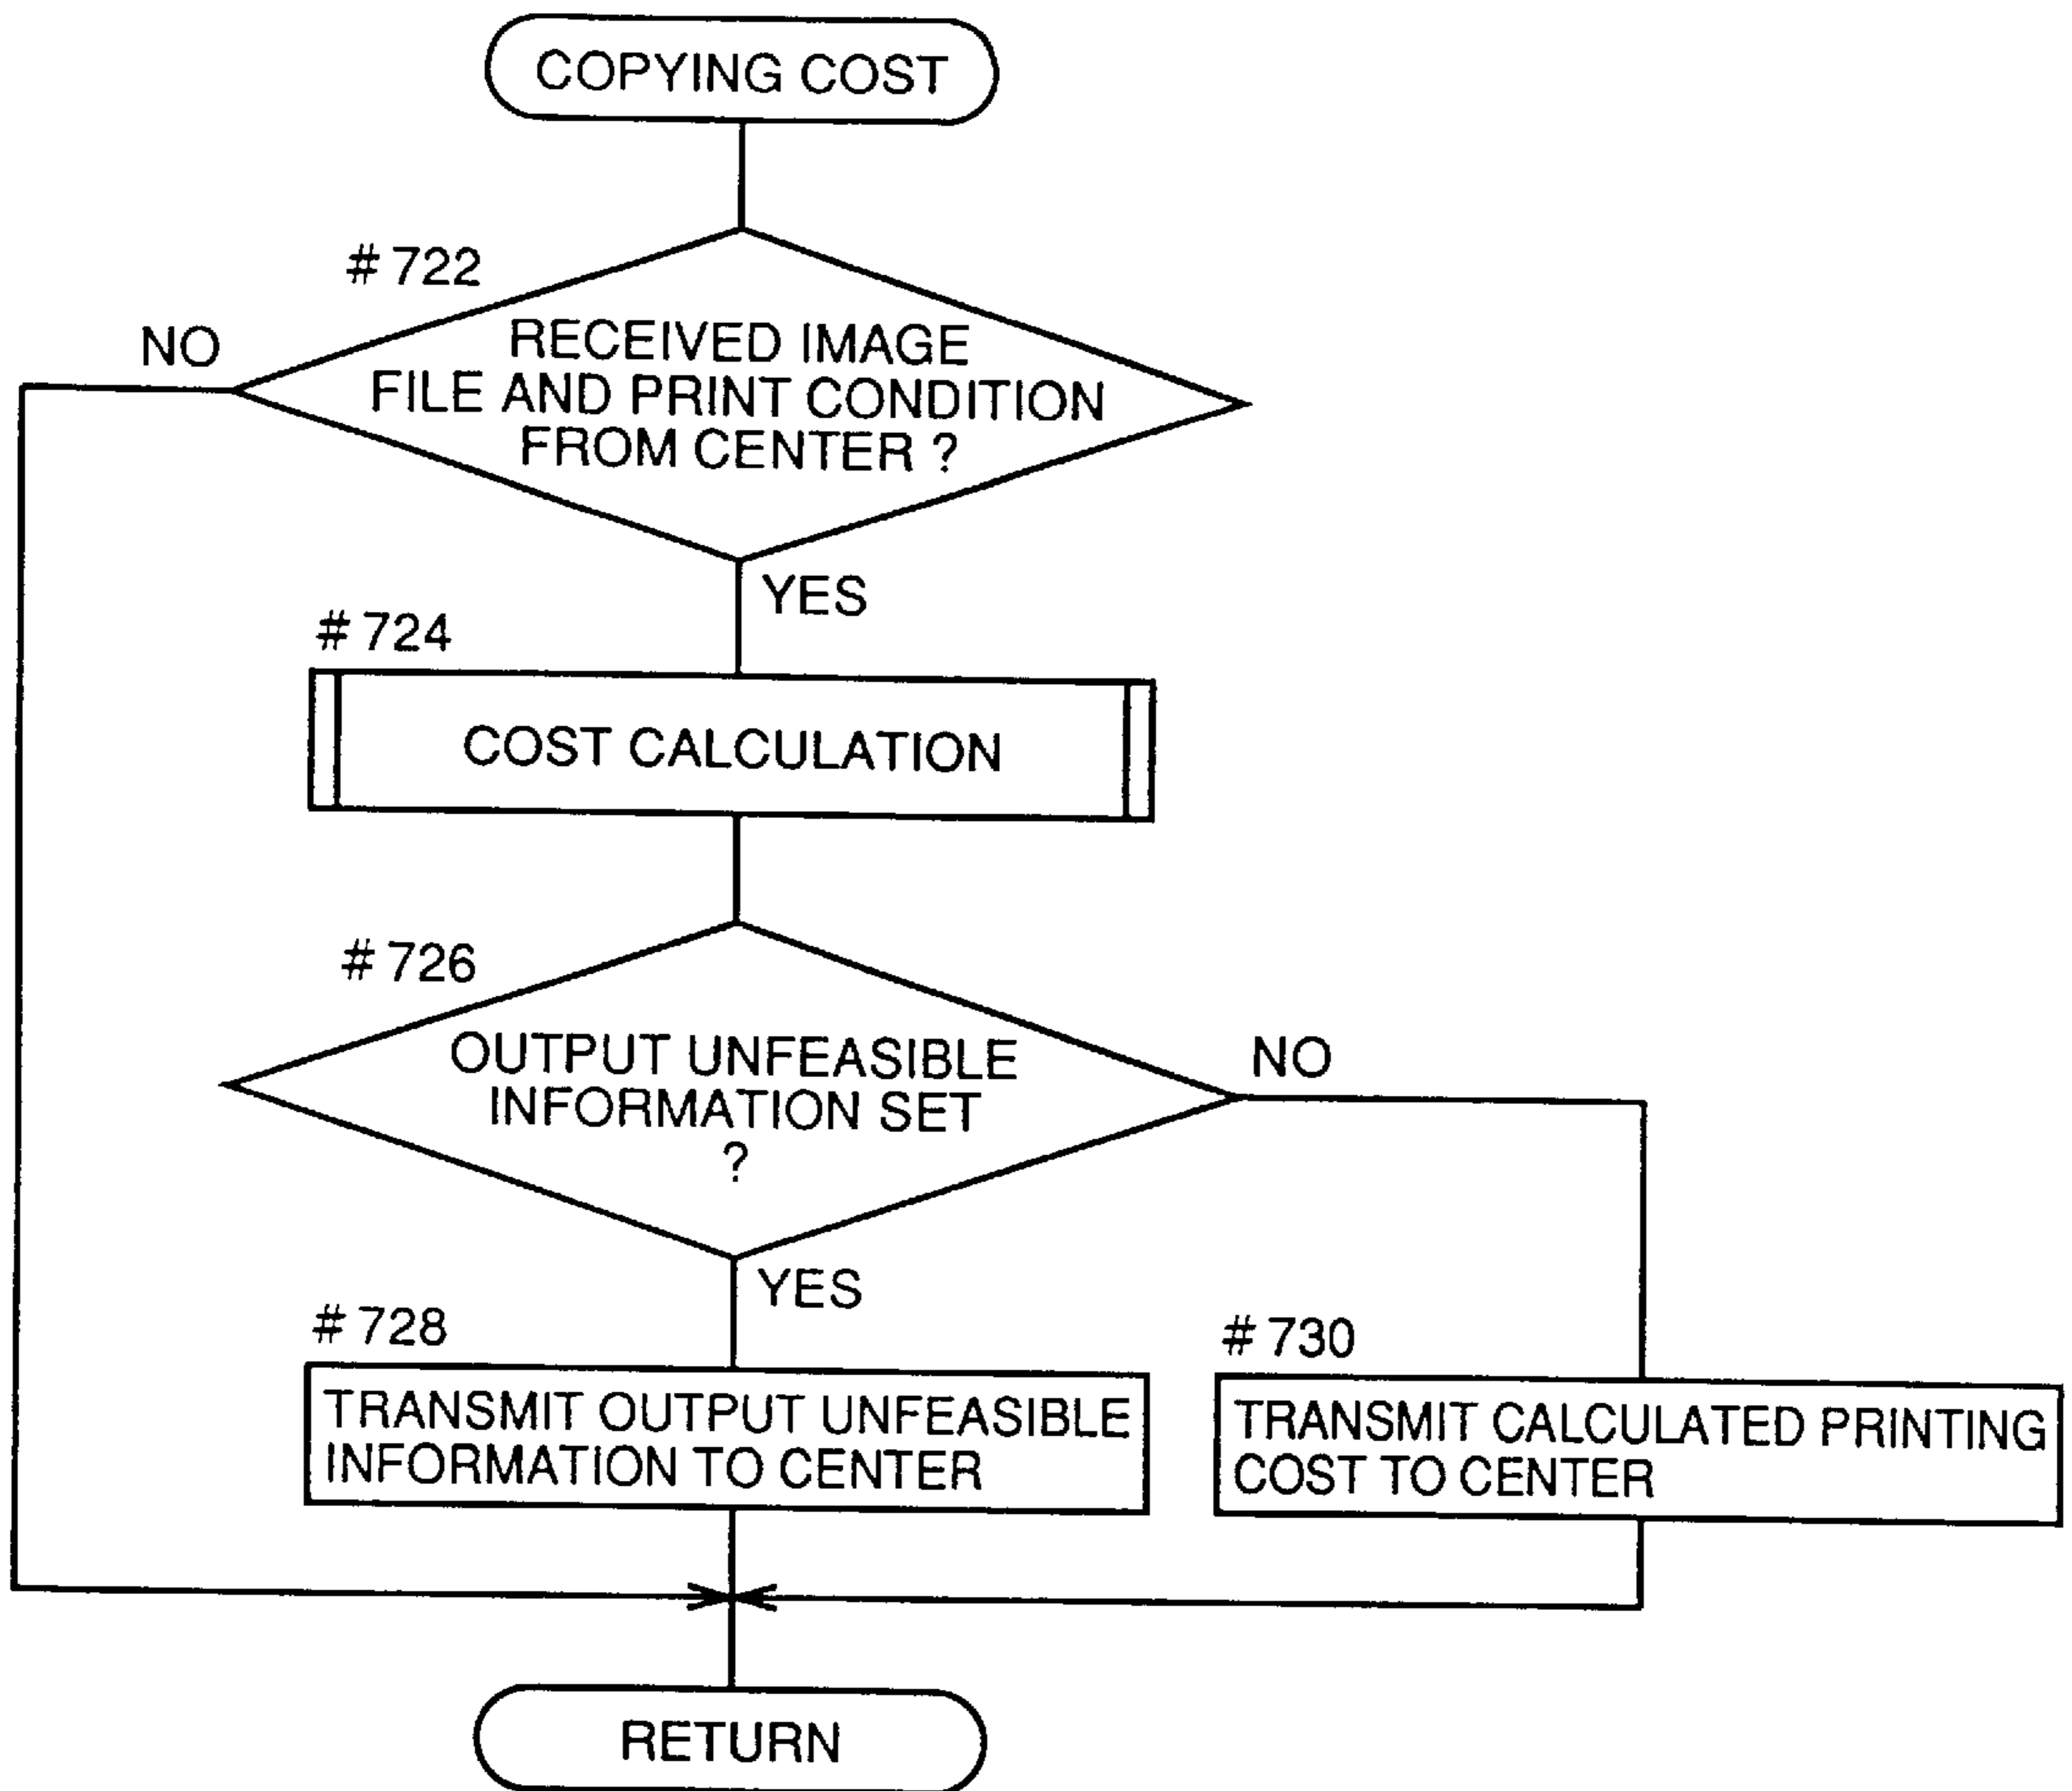 COPYING COST
#722
NO
RECEIVED IMAGE
FILE AND PRINT CONDITION
FROM CENTER ?
YES
#724
COST CALCULATION
#726
OUTPUT UNFEASIBLE
INFORMATION SET
?
NO
YES
#728
TRANSMIT OUTPUT UNFEASIBLE
INFORMATION TO CENTER
#730
TRANSMIT CALCULATED PRINTING
COST TO CENTER
RETURN